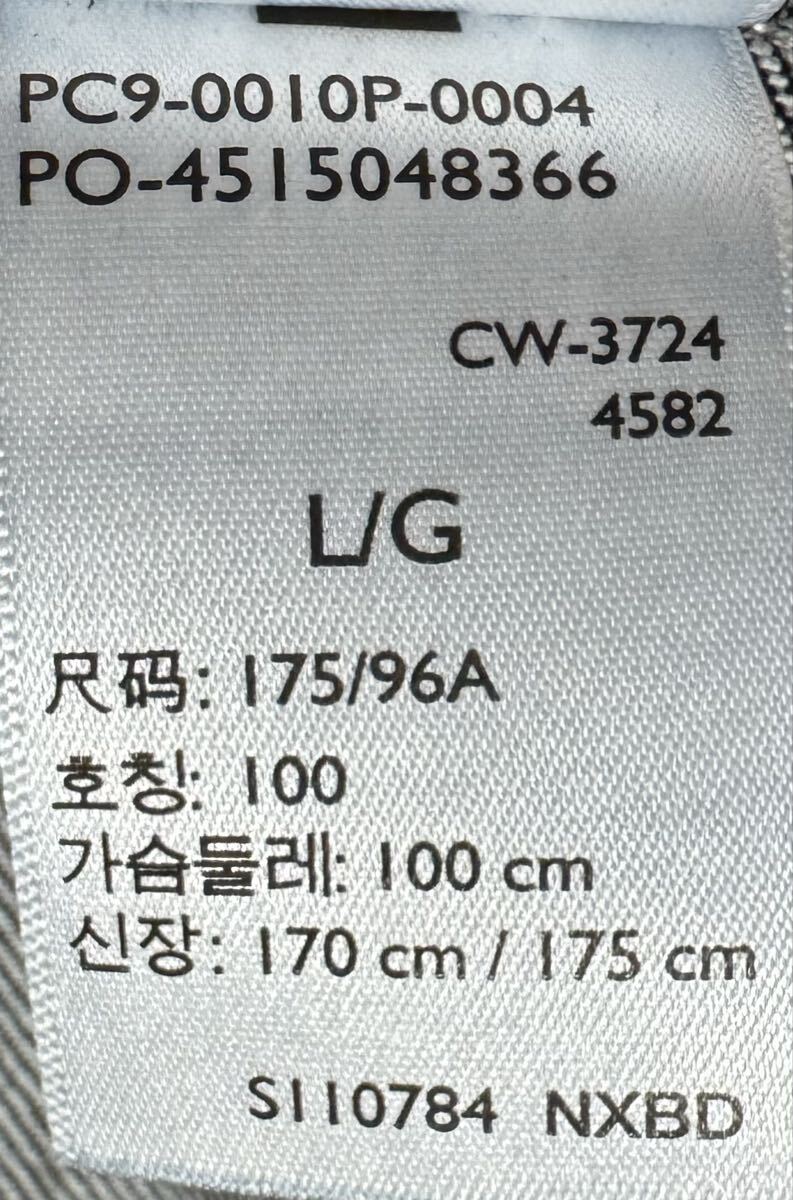 PC9-0010P-0004
PO-4515048366
CW-3724
4582
L/G
尺码: 175/96A
호칭: 100
가슴둘레: 100 cm
신장: 170 cm / 175 cm
S110784 NXBD